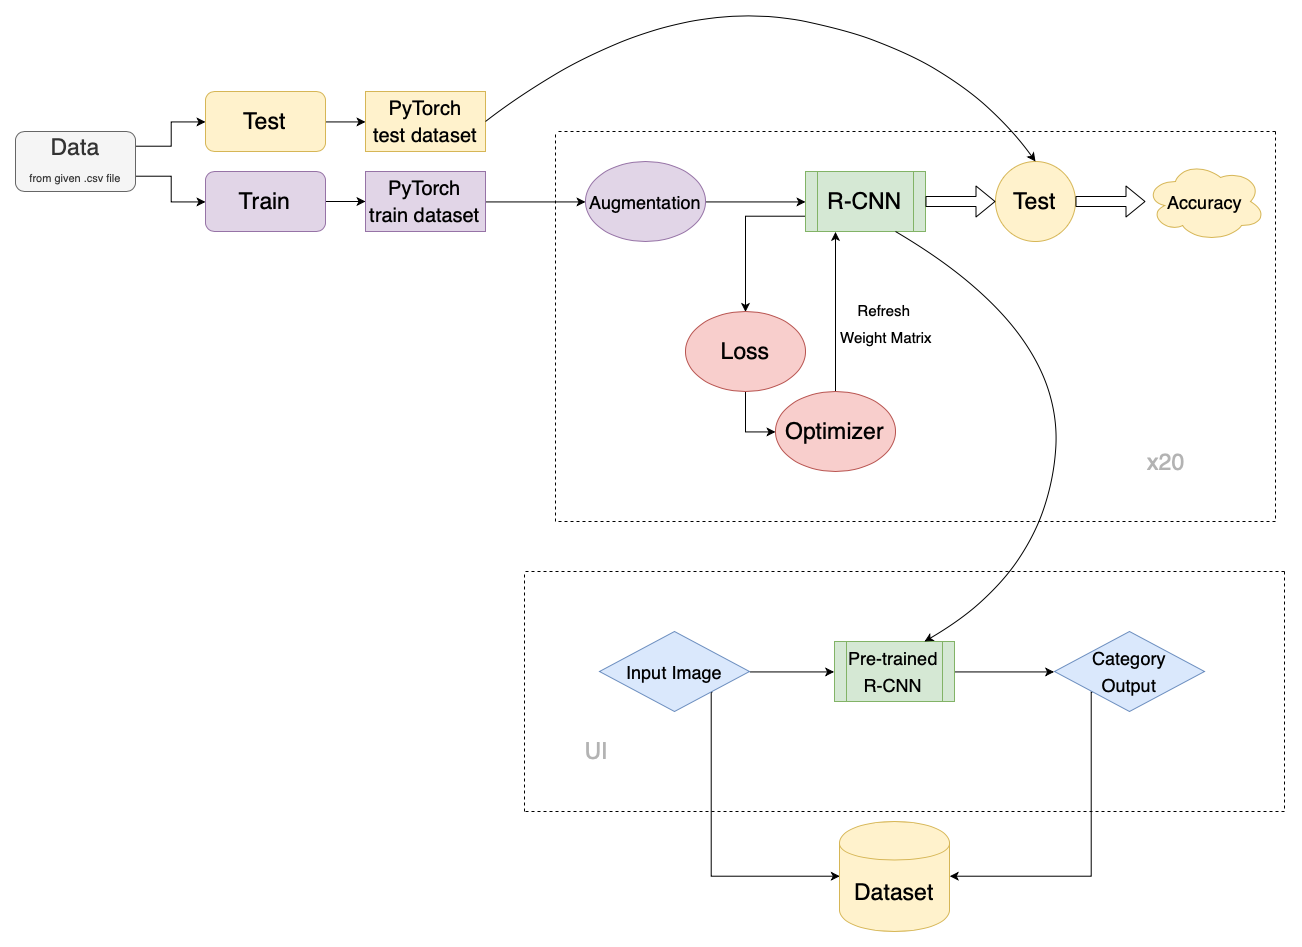 Data
from given .csv file
Test
PyTorch
test dataset
Train
PyTorch
train dataset
Augmentation
R-CNN
Test
Accuracy
Refresh
Weight Matrix
Loss
Optimizer
x20
Input Image
Pre-trained
R-CNN
Category
Output
UI
Dataset